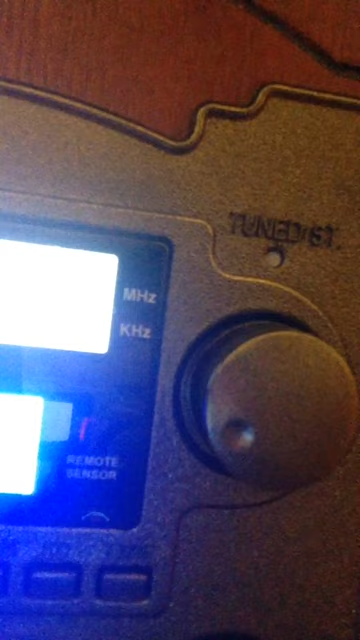 TUNED/ST.
MHz
KHz
REMOTE
SENSOR